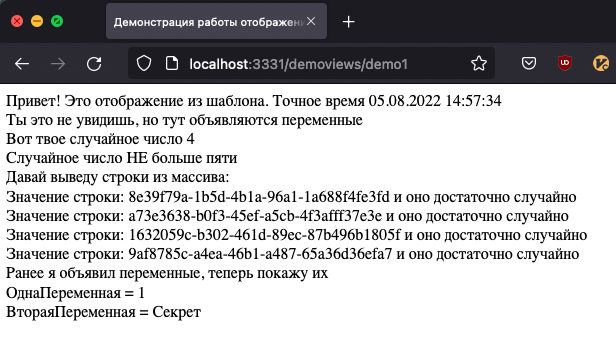 Демонстрация работы отображен
localhost:3331/demoviews/demo1
Привет! Это отображение из шаблона. Точное время 05.08.2022 14:57:34
Ты это не увидишь, но тут объявляются переменные
Вот твое случайное число 4
Случайное число НЕ больше пяти
Давай выведу строки из массива:
Значение строки: 8e39f79a-1b5d-4b1a-96a1-1a688f4fe3fd и оно достаточно случайно
Значение строки: a73e3638-b0f3-45ef-a5cb-4f3afff37e3e и оно достаточно случайно
Значение строки: 1632059c-b302-461d-89ec-87b496b1805f и оно достаточно случайно
Значение строки: 9af8785c-a4ea-46b1-a487-65a36d36efa7 и оно достаточно случайно
Ранее я объявил переменные, теперь покажу их
ОднаПеременная = 1
ВтораяПеременная = Секрет